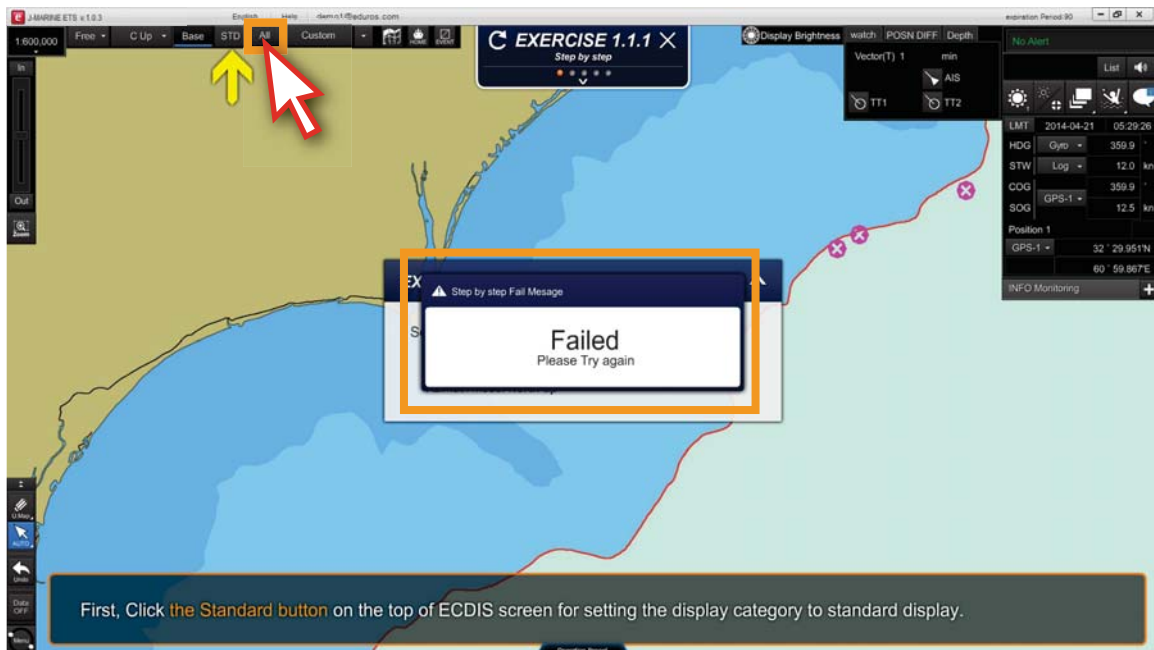 J-MARINE ETS v 1.0.3
English Help demo1@eduros.com
expiration Period:90
1:600,000
Free C Up Base STD All Custom
HOME
EVENT
EXERCISE 1.1.1
Step by step
Display Brightness
watch POSN DIFF Depth
Vector(T) 1 min
AIS
TT1 TT2
No Alert
List
LMT 2014-04-21 05:29:26
HDG Gyro 359.9 °
STW Log 12.0 kn
COG 359.9 °
GPS-1
SOG 12.5 kn
Position 1
GPS-1 32 ° 29.951'N
60 ° 59.867'E
INFO Monitoring
In
Out
Zoom
EX
Step by step Fail Mesage
Failed
Please Try again
U.Map
AUTO
Undo
Data
OFF
Menu
First, Click the Standard button on the top of ECDIS screen for setting the display category to standard display.